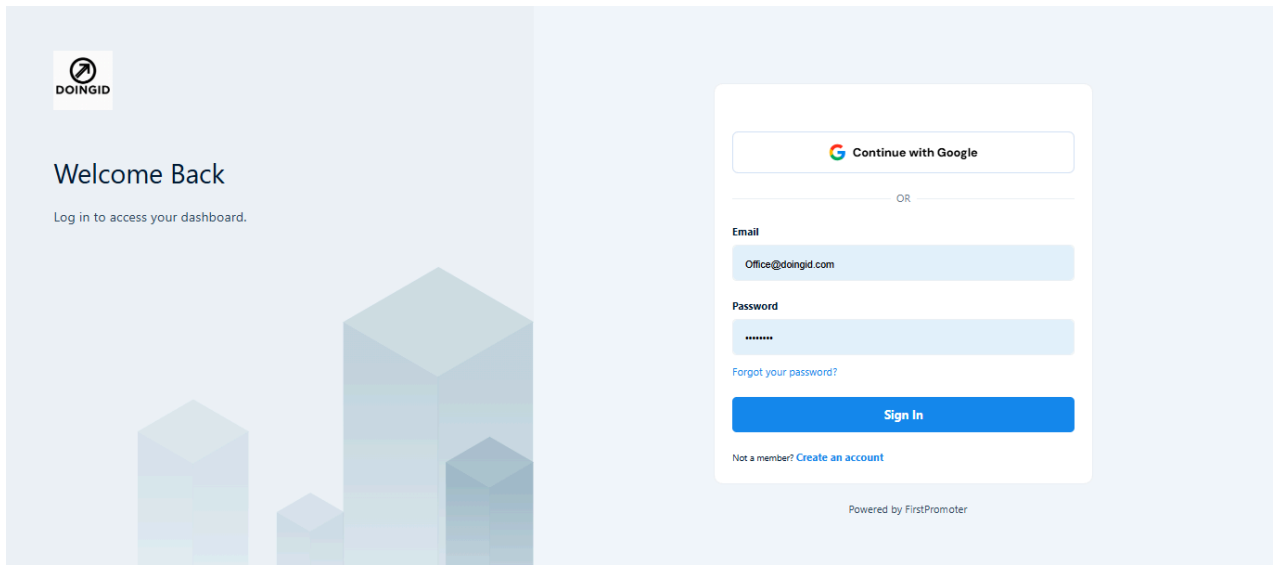 DOINGID
Welcome Back
Log in to access your dashboard.
Continue with Google
OR
Email
Office@doingid.com
Password
••••••••
Forgot your password?
Sign In
Not a member? Create an account
Powered by FirstPromoter